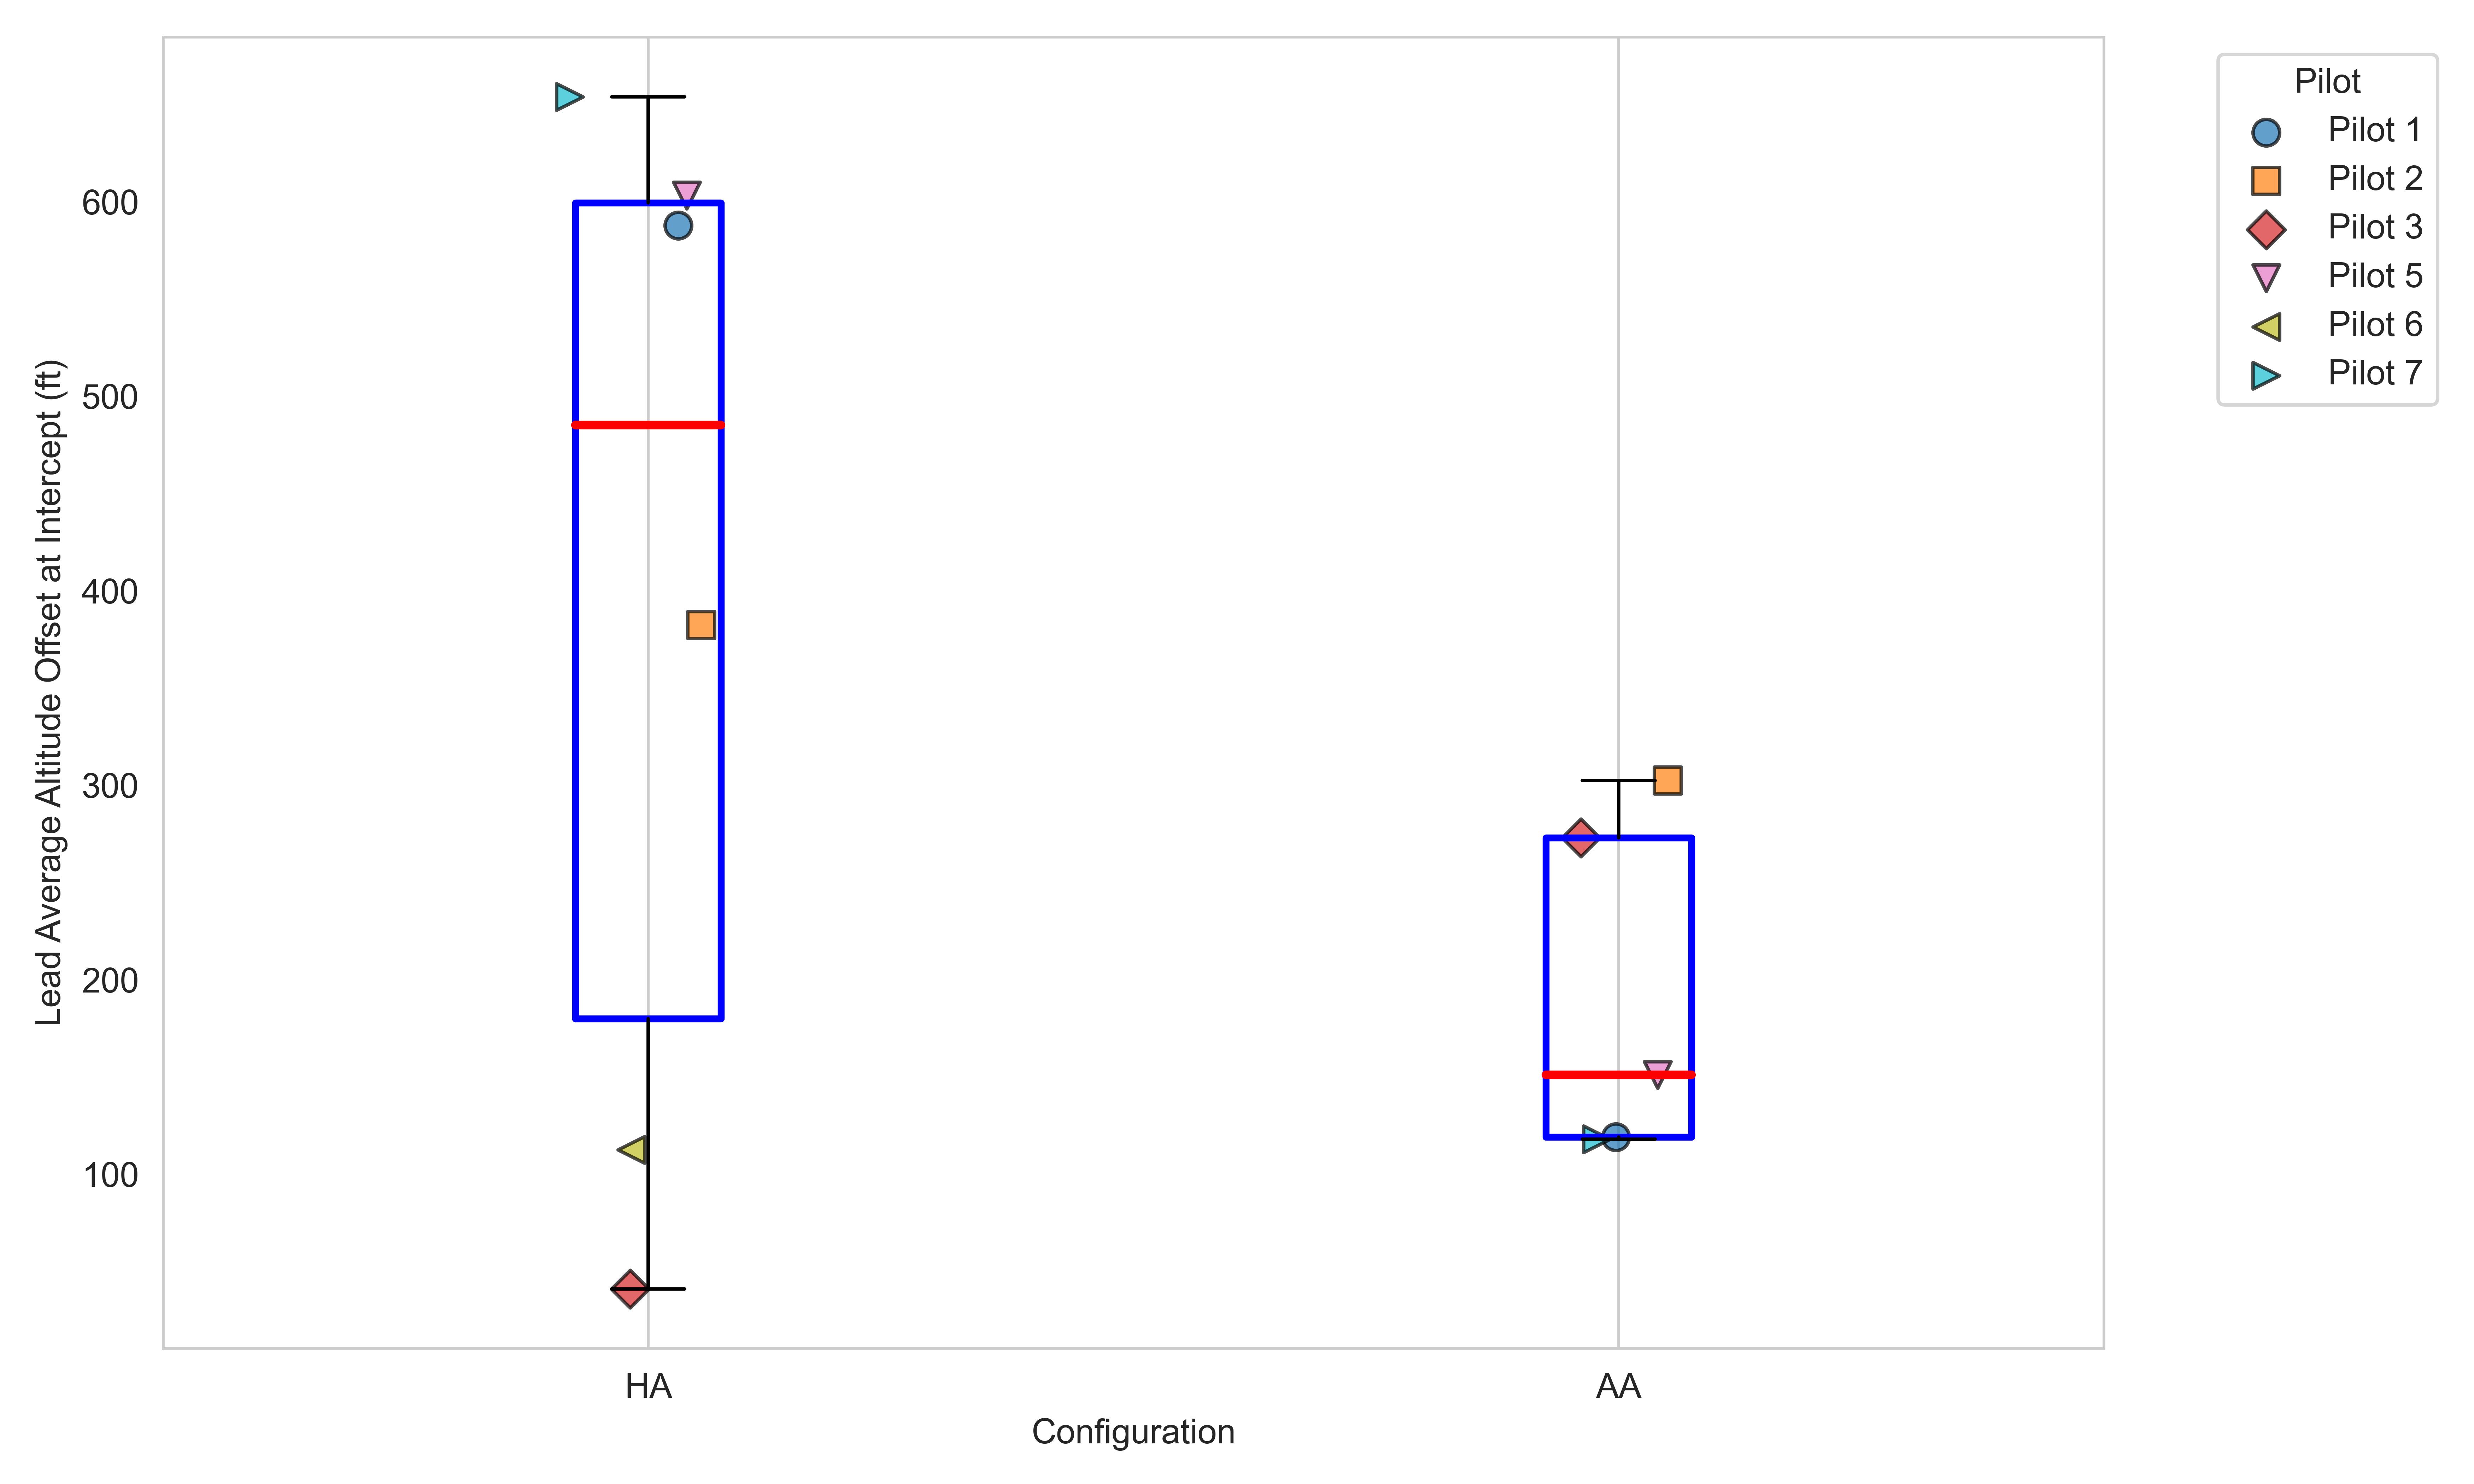 Lead Average Altitude Offset at Intercept (ft)
600
500
400
300
200
100
HA
AA
Configuration
Pilot
Pilot 1
Pilot 2
Pilot 3
Pilot 5
Pilot 6
Pilot 7